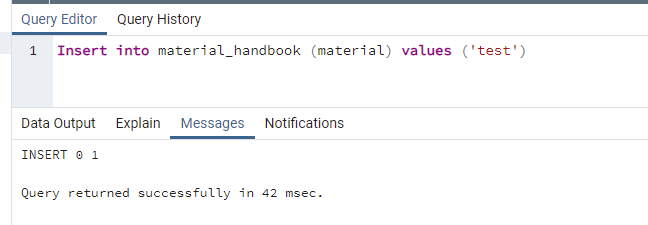 Query Editor Query History
1 Insert into material_handbook (material) values ('test')
Data Output Explain Messages Notifications
INSERT 0 1
Query returned successfully in 42 msec.